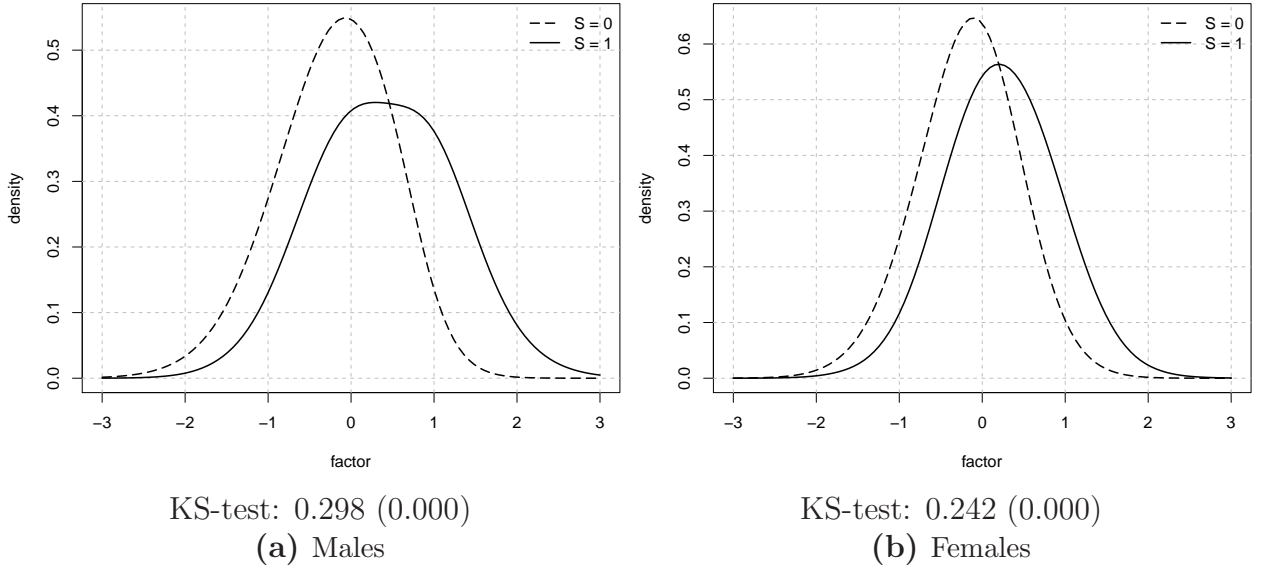 S = 0
S = 1
density
0.5
0.4
0.3
0.2
0.1
0.0
−3 −2 −1 0 1 2 3
factor
KS-test: 0.298 (0.000)
(a) Males
S = 0
S = 1
density
0.6
0.5
0.4
0.3
0.2
0.1
0.0
−3 −2 −1 0 1 2 3
factor
KS-test: 0.242 (0.000)
(b) Females